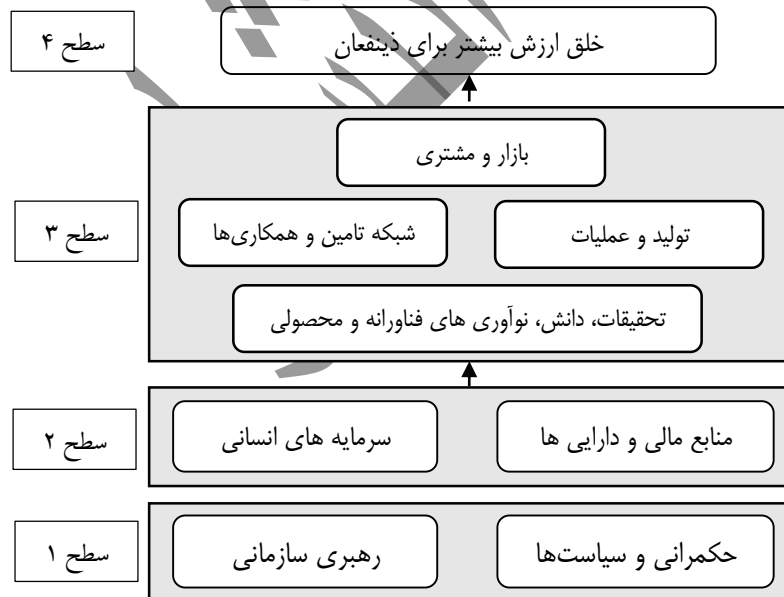 سطح ۴
خلق ارزش بیشتر برای ذینفعان
بازار و مشتری
سطح ۳
تولید و عملیات
شبکه تامین و همکاری‌ها
تحقیقات، دانش، نوآوری های فناورانه و محصولی
سطح ۲
منابع مالی و دارایی ها
سرمایه های انسانی
سطح ۱
حکمرانی و سیاست‌ها
رهبری سازمانی